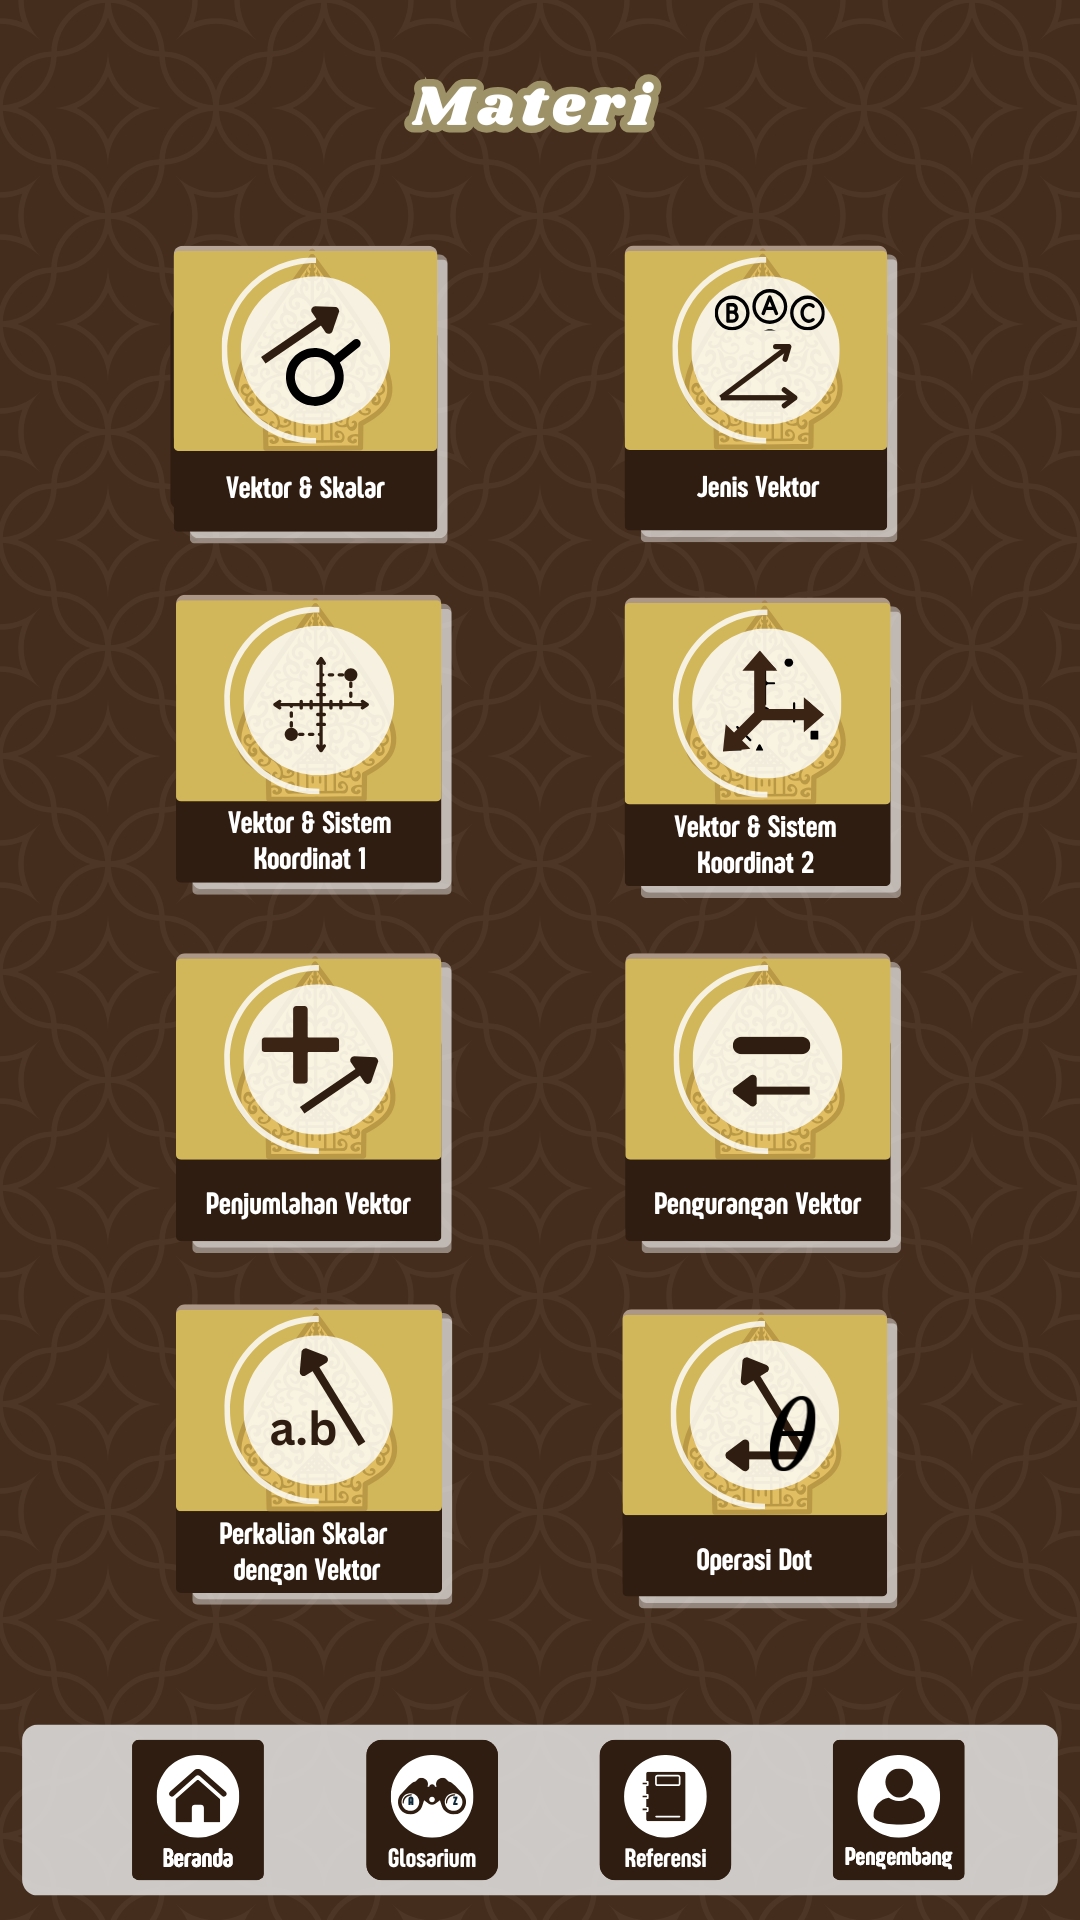 Materi
B A C
Vektor & Skalar
Jenis Vektor
Vektor & Sistem
Koordinat 1
Vektor & Sistem
Koordinat 2
Penjumlahan Vektor
Pengurangan Vektor
a.b
θ
Perkalian Skalar
dengan Vektor
Operasi Dot
A Z
Beranda
Glosarium
Referensi
Pengembang